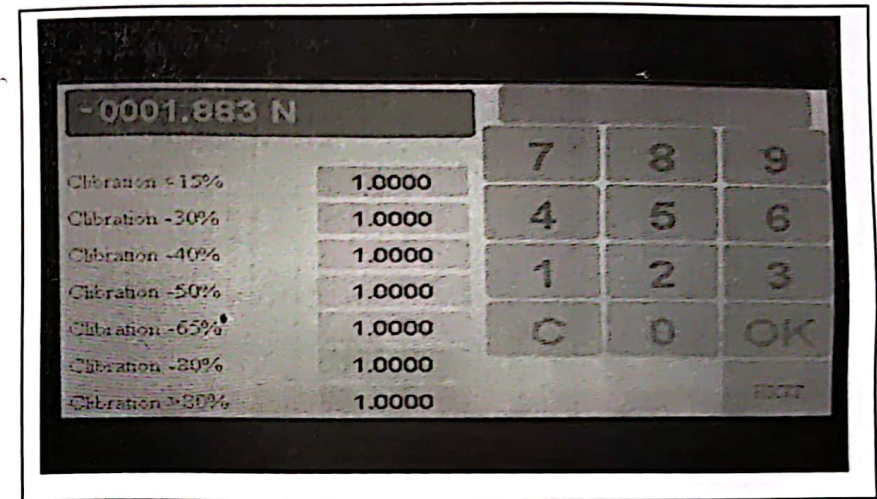 -0001.883 N
Clibration <15% 1.0000
Clibration -30% 1.0000
Clibration -40% 1.0000
Clibration -50% 1.0000
Clibration -65% 1.0000
Clibration -80% 1.0000
Clibration >80% 1.0000
7 8 9
4 5 6
1 2 3
C 0 OK
EXIT